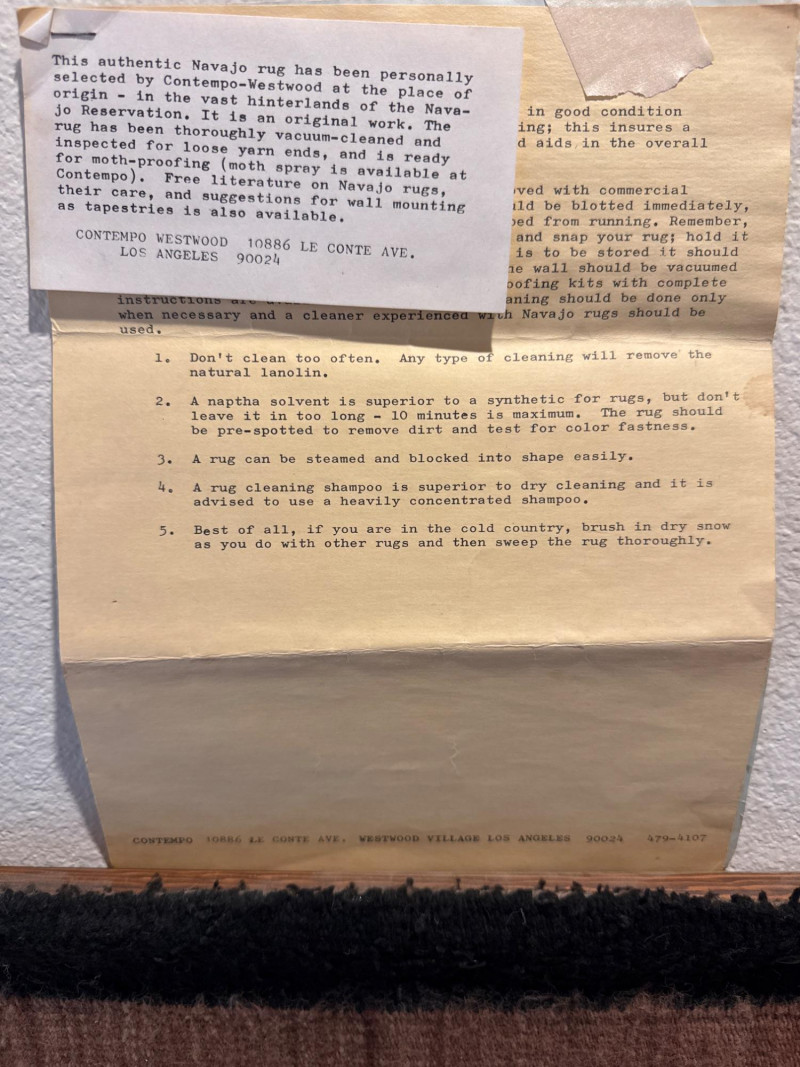 This authentic Navajo rug has been personally
selected by Contempo-Westwood at the place of
origin - in the vast hinterlands of the Nava-
jo Reservation. It is an original work. The
rug has been thoroughly vacuum-cleaned and
inspected for loose yarn ends, and is ready
for moth-proofing (moth spray is available at
Contempo). Free literature on Navajo rugs,
their care, and suggestions for wall mounting
as tapestries is also available.
CONTEMPO WESTWOOD 10886 LE CONTE AVE.
LOS ANGELES 90024
in good condition
ing; this insures a
d aids in the overall
ved with commercial
ld be blotted immediately,
ped from running. Remember,
and snap your rug; hold it
is to be stored it should
e wall should be vacuumed
oofing kits with complete
instructions are aning should be done only
when necessary and a cleaner experienced with Navajo rugs should be
used.
1. Don't clean too often. Any type of cleaning will remove the
natural lanolin.
2. A naptha solvent is superior to a synthetic for rugs, but don't
leave it in too long - 10 minutes is maximum. The rug should
be pre-spotted to remove dirt and test for color fastness.
3. A rug can be steamed and blocked into shape easily.
4. A rug cleaning shampoo is superior to dry cleaning and it is
advised to use a heavily concentrated shampoo.
5. Best of all, if you are in the cold country, brush in dry snow
as you do with other rugs and then sweep the rug thoroughly.
CONTEMPO 10886 LE CONTE AVE. WESTWOOD VILLAGE LOS ANGELES 90024 479-4107